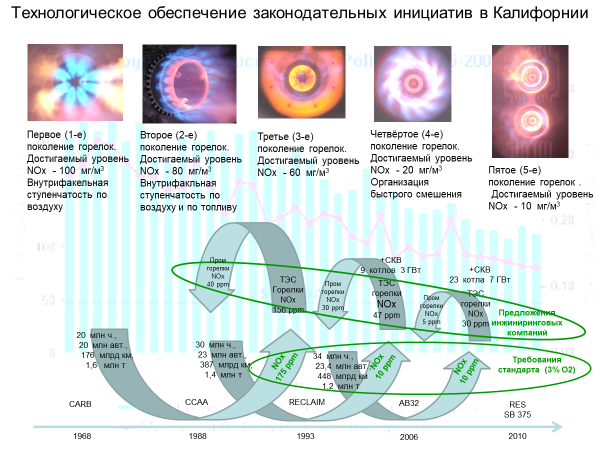 Технологическое обеспечение законодательных инициатив в Калифорнии
Первое (1-е)
поколение горелок.
Достигаемый уровень
NOx - 100 мг/м³
Внутрифакельная
ступенчатость по
воздуху
Второе (2-е)
поколение горелок.
Достигаемый уровень
NOx - 80 мг/м³
Внутрифакльная
ступенчатость по
воздуху и по топливу
Третье (3-е)
поколение горелок.
Достигаемый уровень
NOx - 60 мг/м³
Четвёртое (4-е)
поколение горелок.
Достигаемый уровень
NOx - 20 мг/м³
Организация
быстрого смешения
Пятое (5-е)
поколение горелок .
Достигаемый уровень
NOx - 10 мг/м³
Пром
горелки
NOx
40 ppm
ТЭС
Горелки
NOx
150 ppm
Пром
горелки
NOx
30 ppm
+СКВ
9 котлов 3 ГВт
ТЭС
горелки
NOx
47 ppm
Пром
горелки
NOx
5 ppm
+СКВ
23 котла 7 ГВт
ТЭС
горелки
NOx
30 ppm
Предложения
инжиниринговых
компаний
20 млн ч.,
20 млн авт.,
176 млрд км,
1,6 млн т
30 млн ч.,
23 млн авт.,
387 млрд км,
1,4 млн т
NOx
175 ppm
34 млн ч.,
23,4 млн авт.,
448 млрд км,
1,2 млн т
NOx
10 ppm
NOx
10 ppm
Требования
стандарта (3% O2)
CARB
CCAA
RECLAIM
AB32
RES
SB 375
1968
1988
1993
2006
2010